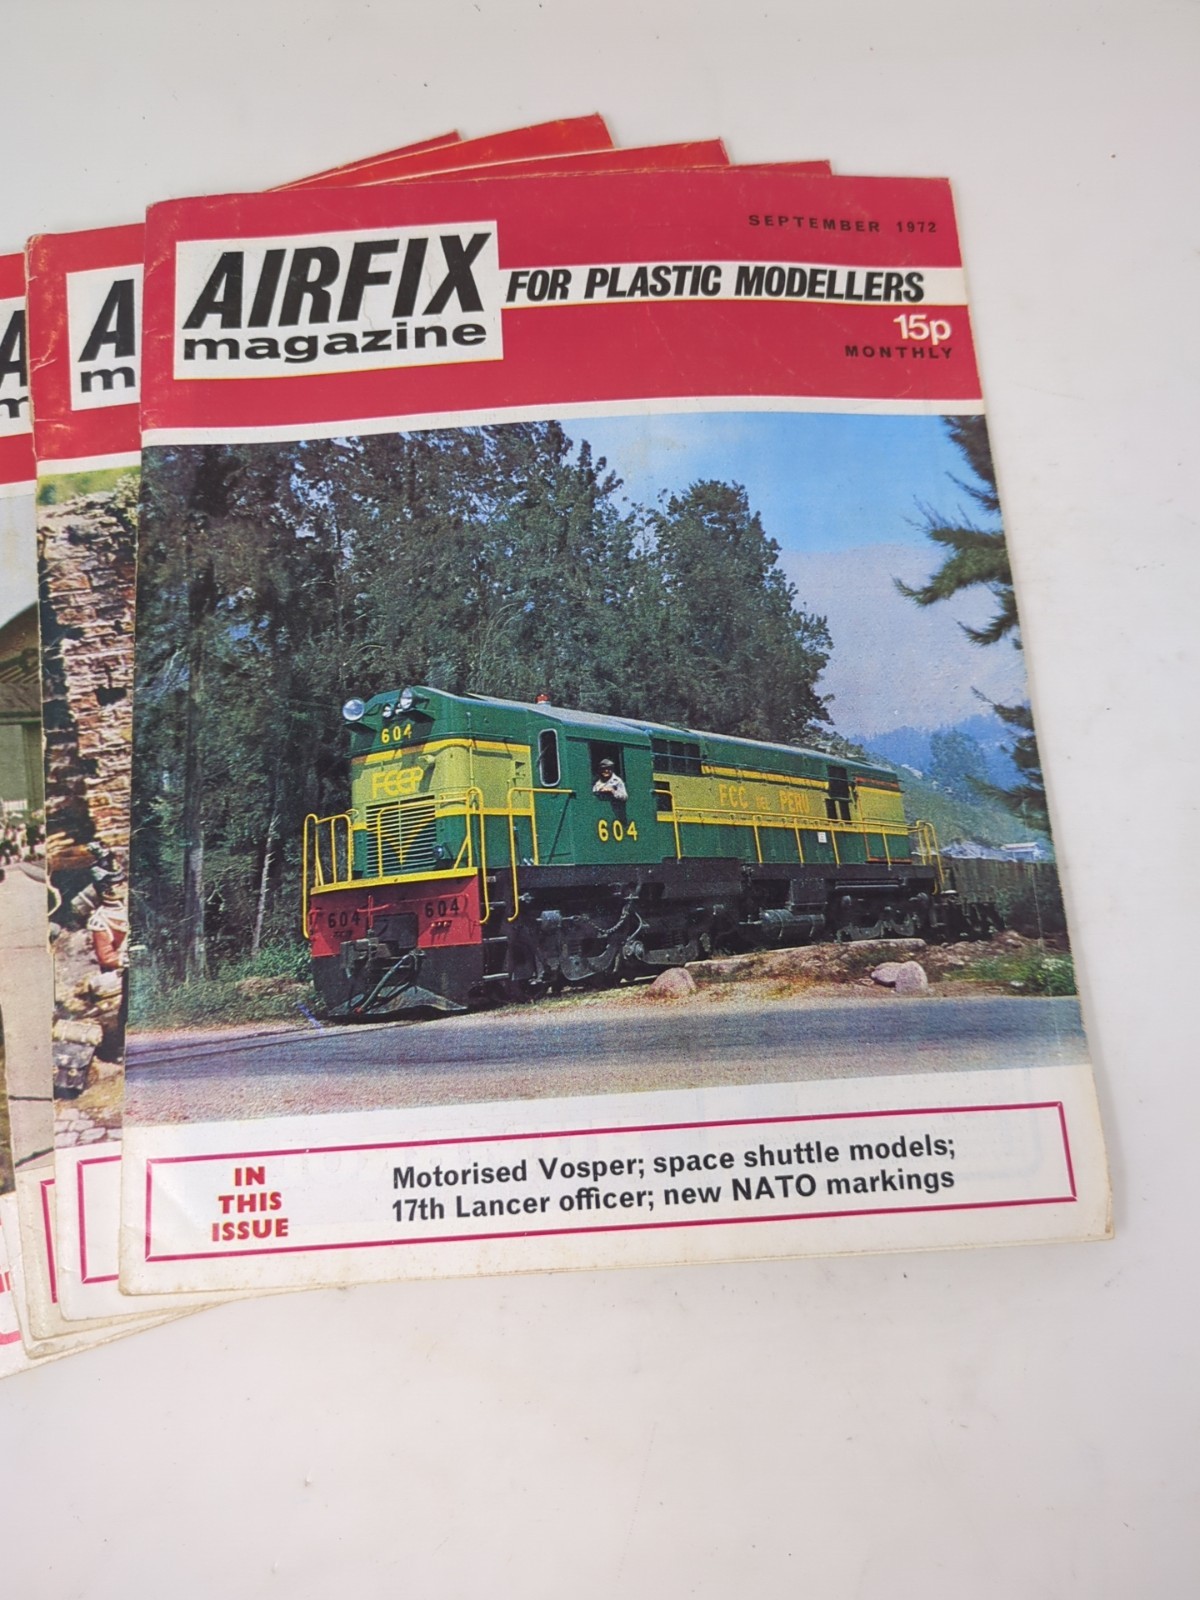 SEPTEMBER 1972
AIRFIX
magazine
FOR PLASTIC MODELLERS
15p
MONTHLY
604
FCCP
FCC DEL PERU
604
604
604
IN
THIS
ISSUE
Motorised Vosper; space shuttle models;
17th Lancer officer; new NATO markings
A
m
A
m